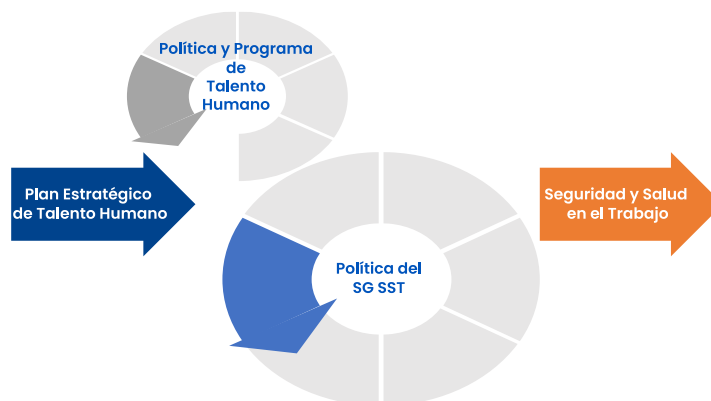 Política y Programa
de
Talento
Humano
Plan Estratégico
de Talento Humano
Seguridad y Salud
en el Trabajo
Política del
SG SST